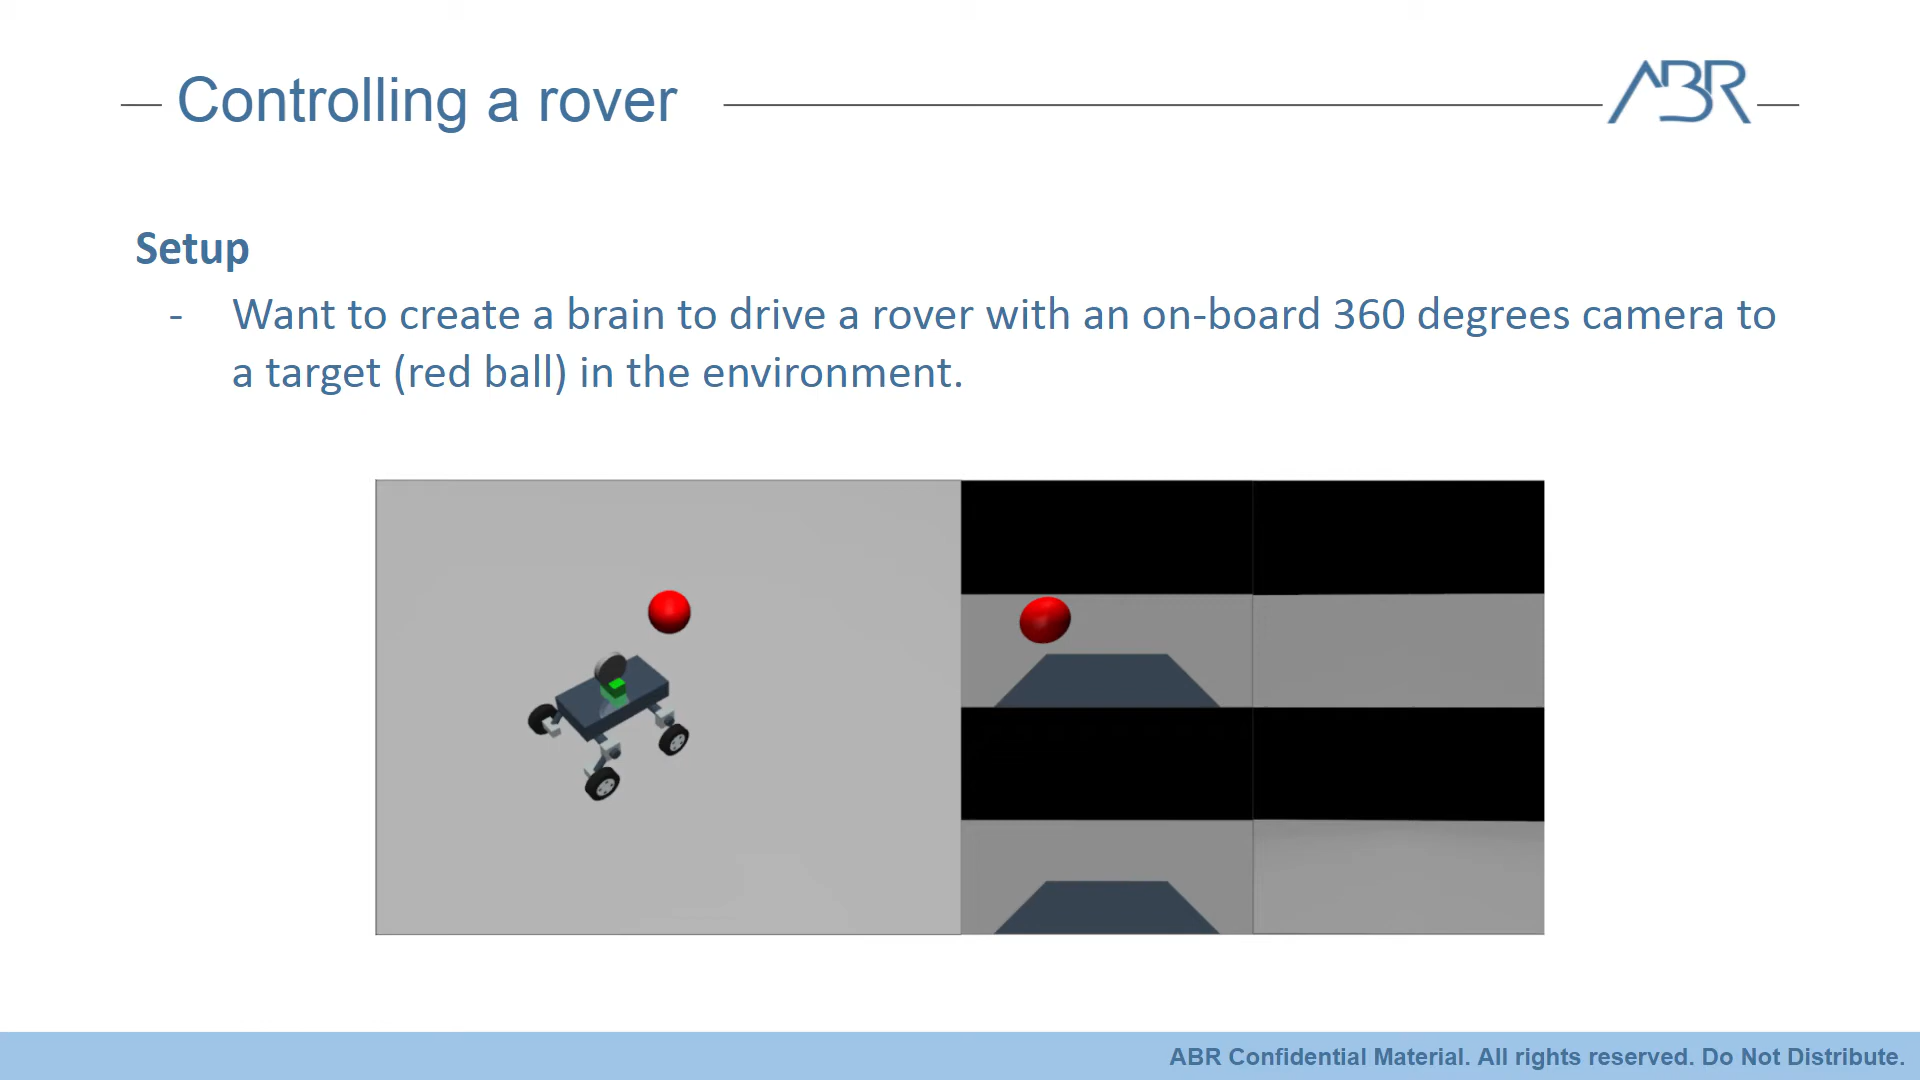 Controlling a rover
ABR
Setup
- Want to create a brain to drive a rover with an on-board 360 degrees camera to
a target (red ball) in the environment.
ABR Confidential Material. All rights reserved. Do Not Distribute.